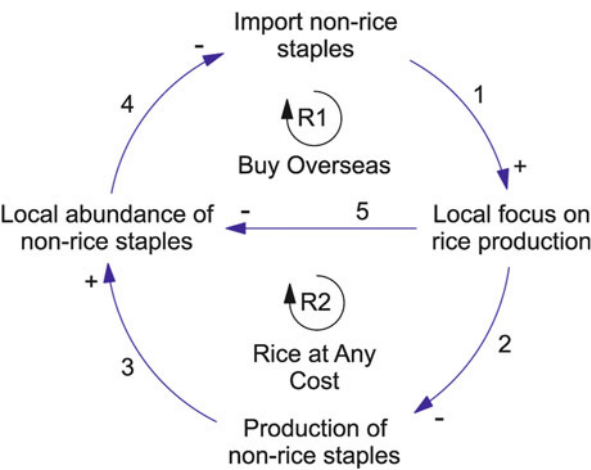 Import non-rice
staples
-
4
1
R1
+
Buy Overseas
Local abundance of
non-rice staples
-
5
Local focus on
rice production
+
R2
Rice at Any
Cost
3
2
-
Production of
non-rice staples